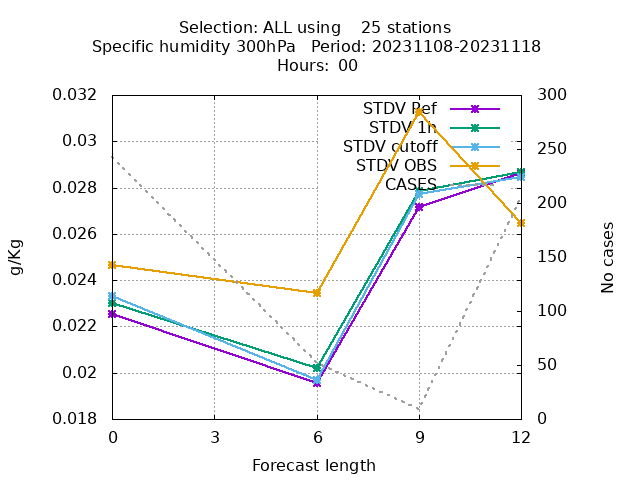 Selection: ALL using    25 stations
Specific humidity 300hPa   Period: 20231108-20231118
Hours: 00
STDV Ref
STDV 1h
STDV cutoff
STDV OBS
CASES
0.032
0.03
0.028
0.026
0.024
0.022
0.02
0.018
g/Kg
300
250
200
150
100
50
0
No cases
0 3 6 9 12
Forecast length